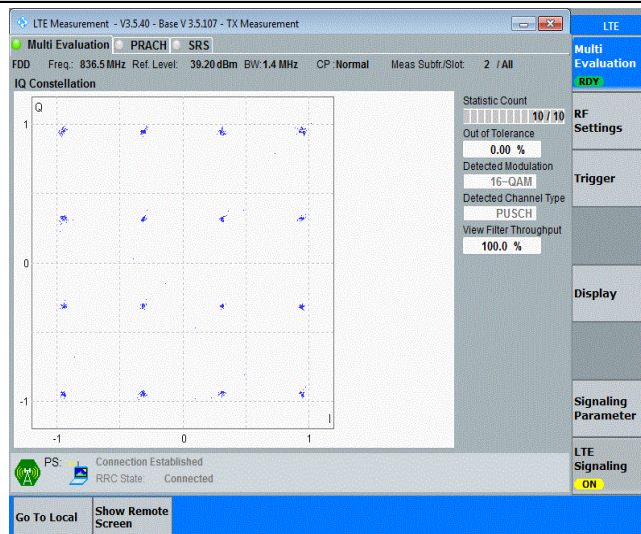 LTE Measurement - V3.5.40 - Base V 3.5.107 - TX Measurement
LTE
Multi Evaluation PRACH SRS
FDD Freq.: 836.5 MHz Ref. Level: 39.20 dBm BW: 1.4 MHz CP :Normal Meas Subfr./Slot: 2 / All
IQ Constellation
Q
1
0
-1
-1 0 1
I
Statistic Count
10 / 10
Out of Tolerance
0.00 %
Detected Modulation
16-QAM
Detected Channel Type
PUSCH
View Filter Throughput
100.0 %
PS: Connection Established
RRC State: Connected
Multi
Evaluation
RDY
RF
Settings
Trigger
Display
Signaling
Parameter
LTE
Signaling
ON
Go To Local
Show Remote
Screen